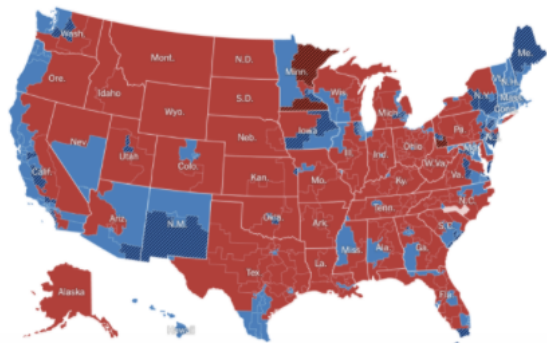 Wash.
Me.
Mont.
N.D.
Minn.
Ore.
Idaho
S.D.
Wis.
N.Y.
Mich.
Wyo.
Iowa
Pa.
Neb.
Nev.
Utah
Colo.
Ind.
Ohio
W.Va.
Va.
Calif.
Kan.
Mo.
Ky.
N.C.
Tenn.
Ariz.
N.M.
Okla.
Ark.
S.C.
Miss.
Ala.
Ga.
Tex.
La.
Fla.
Alaska